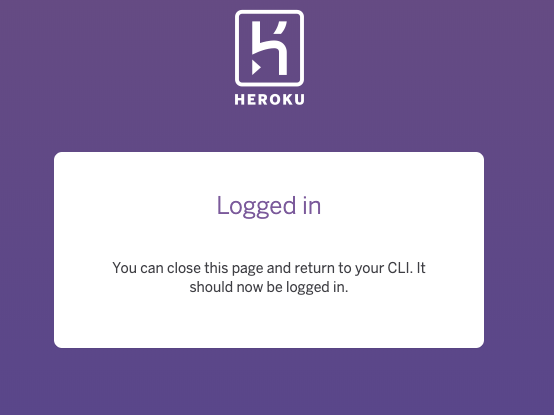 HEROKU
Logged in
You can close this page and return to your CLI. It
should now be logged in.